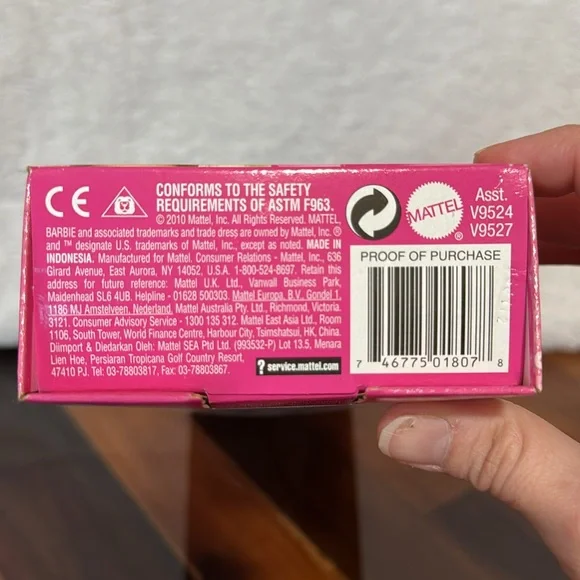 CE
CONFORMS TO THE SAFETY
REQUIREMENTS OF ASTM F963.
© 2010 Mattel, Inc. All Rights Reserved. MATTEL,
BARBIE and associated trademarks and trade dress are owned by Mattel, Inc. ®
and ™ designate U.S. trademarks of Mattel, Inc., except as noted. MADE IN
INDONESIA. Manufactured for Mattel. Consumer Relations - Mattel, Inc., 636
Girard Avenue, East Aurora, NY 14052, U.S.A. 1-800-524-8697. Retain this
address for future reference: Mattel U.K. Ltd., Vanwall Business Park,
Maidenhead SL6 4UB. Helpline - 01628 500303. Mattel Europa, B.V., Gondel 1,
1186 MJ Amstelveen, Nederland. Mattel Australia Pty. Ltd., Richmond, Victoria.
3121. Consumer Advisory Service - 1300 135 312. Mattel East Asia Ltd., Room
1106, South Tower, World Finance Centre, Harbour City, Tsimshatsui, HK, China.
Diimport & Diedarkan Oleh: Mattel SEA Ptd Ltd. (993532-P) Lot 13.5, Menara
Lien Hoe, Persiaran Tropicana Golf Country Resort,
47410 PJ. Tel: 03-78803817, Fax: 03-78803867.
? service.mattel.com
MATTEL®
Asst.
V9524
V9527
PROOF OF PURCHASE
7 46775 01807 8